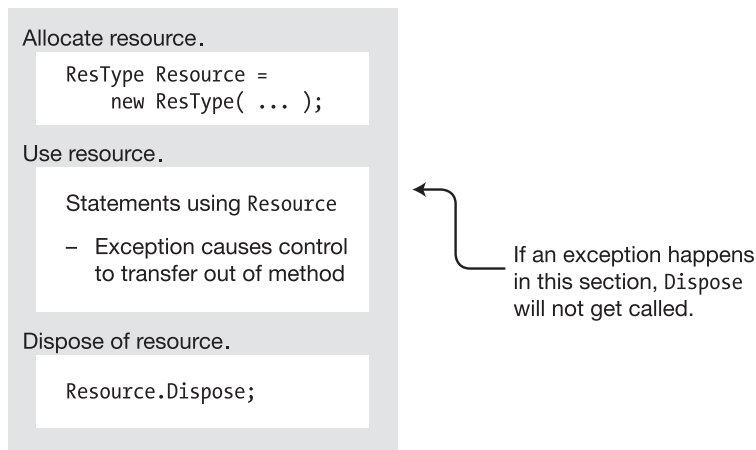 Allocate resource.
ResType Resource =
new ResType( ... );
Use resource.
Statements using Resource
– Exception causes control
to transfer out of method
If an exception happens
in this section, Dispose
will not get called.
Dispose of resource.
Resource.Dispose;